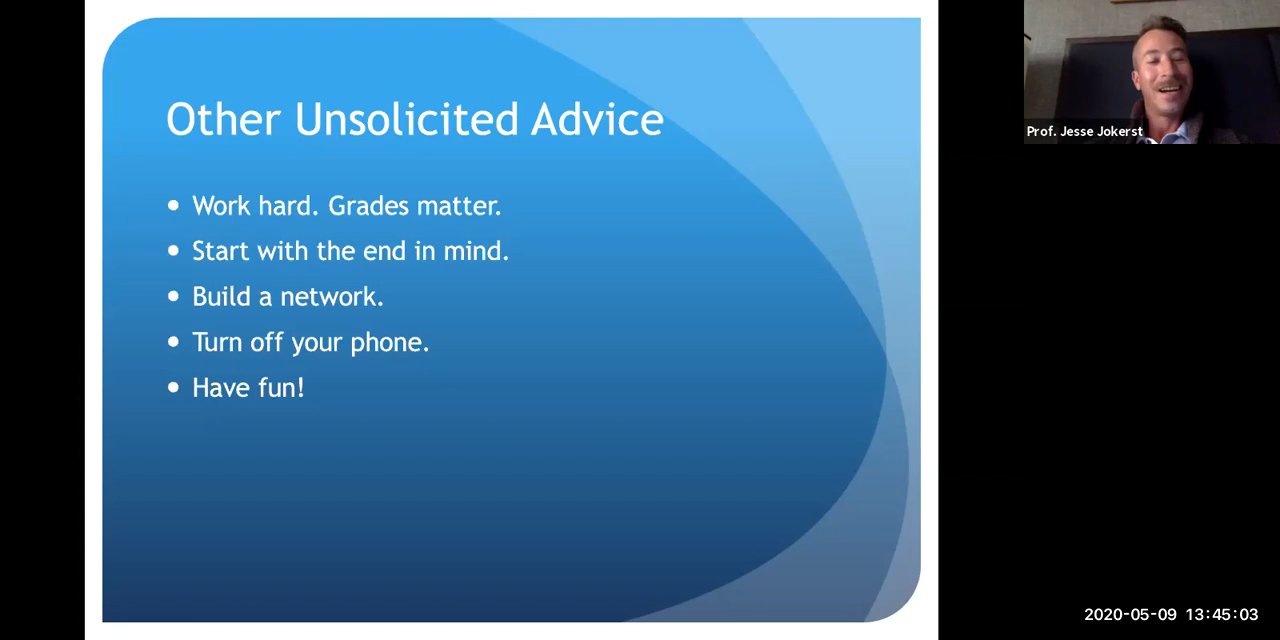 Other Unsolicited Advice
• Work hard. Grades matter.
• Start with the end in mind.
• Build a network.
• Turn off your phone.
• Have fun!
Prof. Jesse Jokerst
2020-05-09 13:45:03